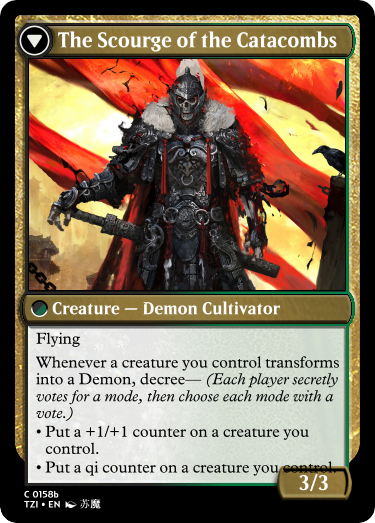 The Scourge of the Catacombs
Creature — Demon Cultivator
Flying
Whenever a creature you control transforms
into a Demon, decree— (Each player secretly
votes for a mode, then choose each mode with a
vote.)
• Put a +1/+1 counter on a creature you
control.
• Put a qi counter on a creature you control.
3/3
C 0158b
TZI • EN 苏魔